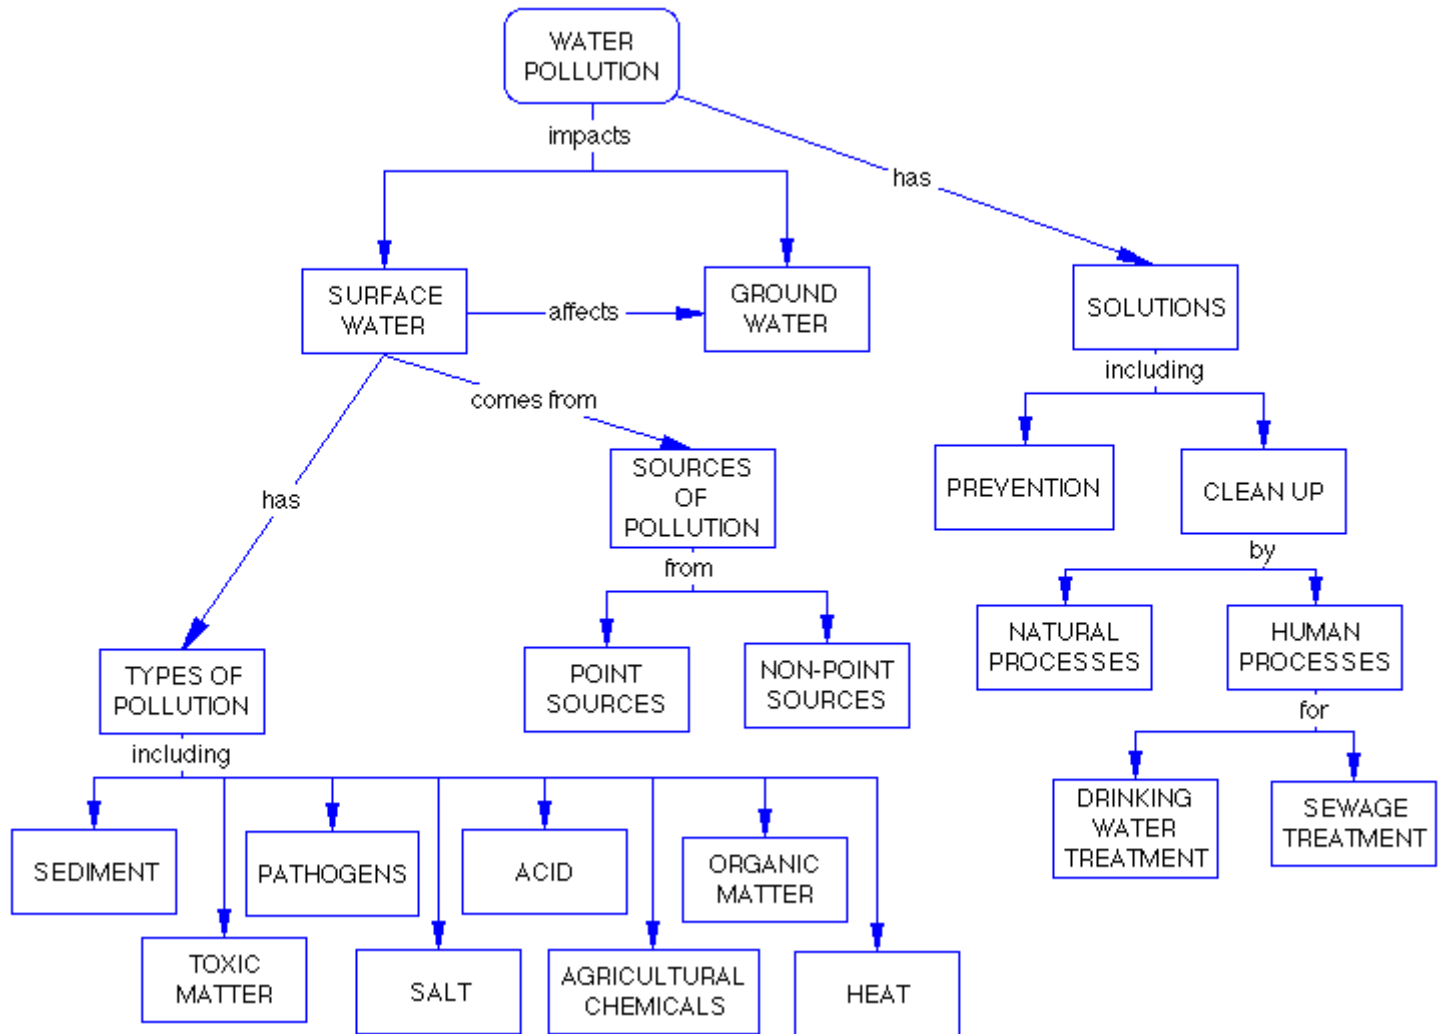 WATER
POLLUTION
impacts
has
SURFACE
WATER
affects
GROUND
WATER
SOLUTIONS
including
comes from
PREVENTION
CLEAN UP
SOURCES
OF
POLLUTION
has
by
from
NATURAL
PROCESSES
HUMAN
PROCESSES
TYPES OF
POLLUTION
POINT
SOURCES
NON-POINT
SOURCES
for
including
DRINKING
WATER
TREATMENT
SEWAGE
TREATMENT
SEDIMENT
PATHOGENS
ACID
ORGANIC
MATTER
TOXIC
MATTER
SALT
AGRICULTURAL
CHEMICALS
HEAT